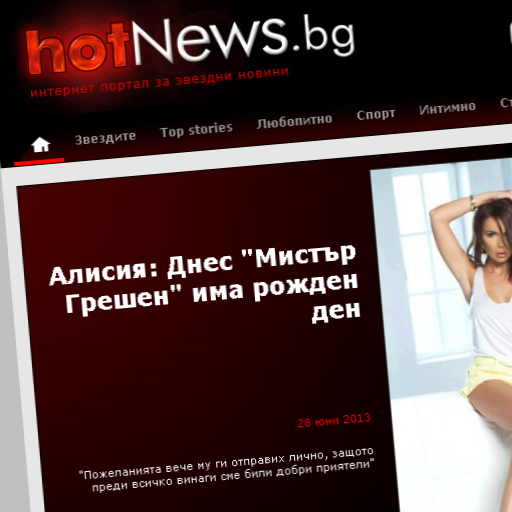 hotNews.bg
интернет портал за звездни новини
Звездите Top stories Любопитно Спорт Интимно
Алисия: Днес "Мистър
Грешен" има рожден
ден
28 юни 2013
"Пожеланията вече му ги отправих лично, защото
преди всичко винаги сме били добри приятели"